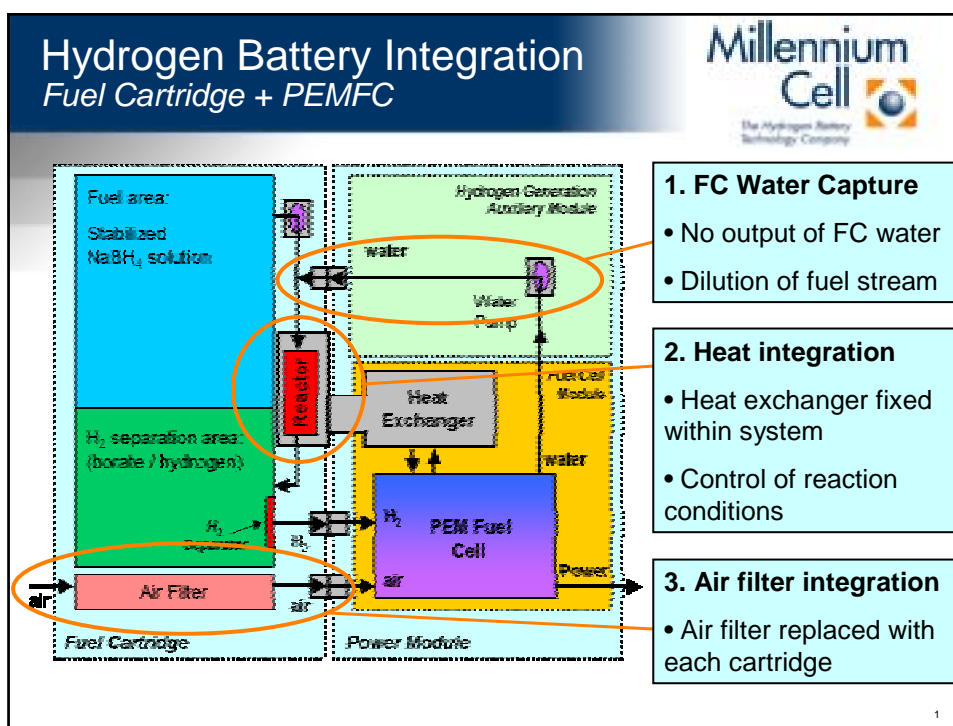 Hydrogen Battery Integration
Fuel Cartridge + PEMFC
Millennium
Cell
The Hydrogen Battery
Technology Company
Fuel area:
Stabilized
NaBH₄ solution
Hydrogen Generation
Auxiliary Module
water
Water
Pump
Reactor
Heat
Exchanger
Fuel Cell
Module
H₂ separation area:
(borate / hydrogen)
water
H₂
Separator
H₂
H₂
PEM Fuel
Cell
air
Power
air
Air Filter
air
Fuel Cartridge
Power Module
1. FC Water Capture
• No output of FC water
• Dilution of fuel stream
2. Heat integration
• Heat exchanger fixed
within system
• Control of reaction
conditions
3. Air filter integration
• Air filter replaced with
each cartridge
1